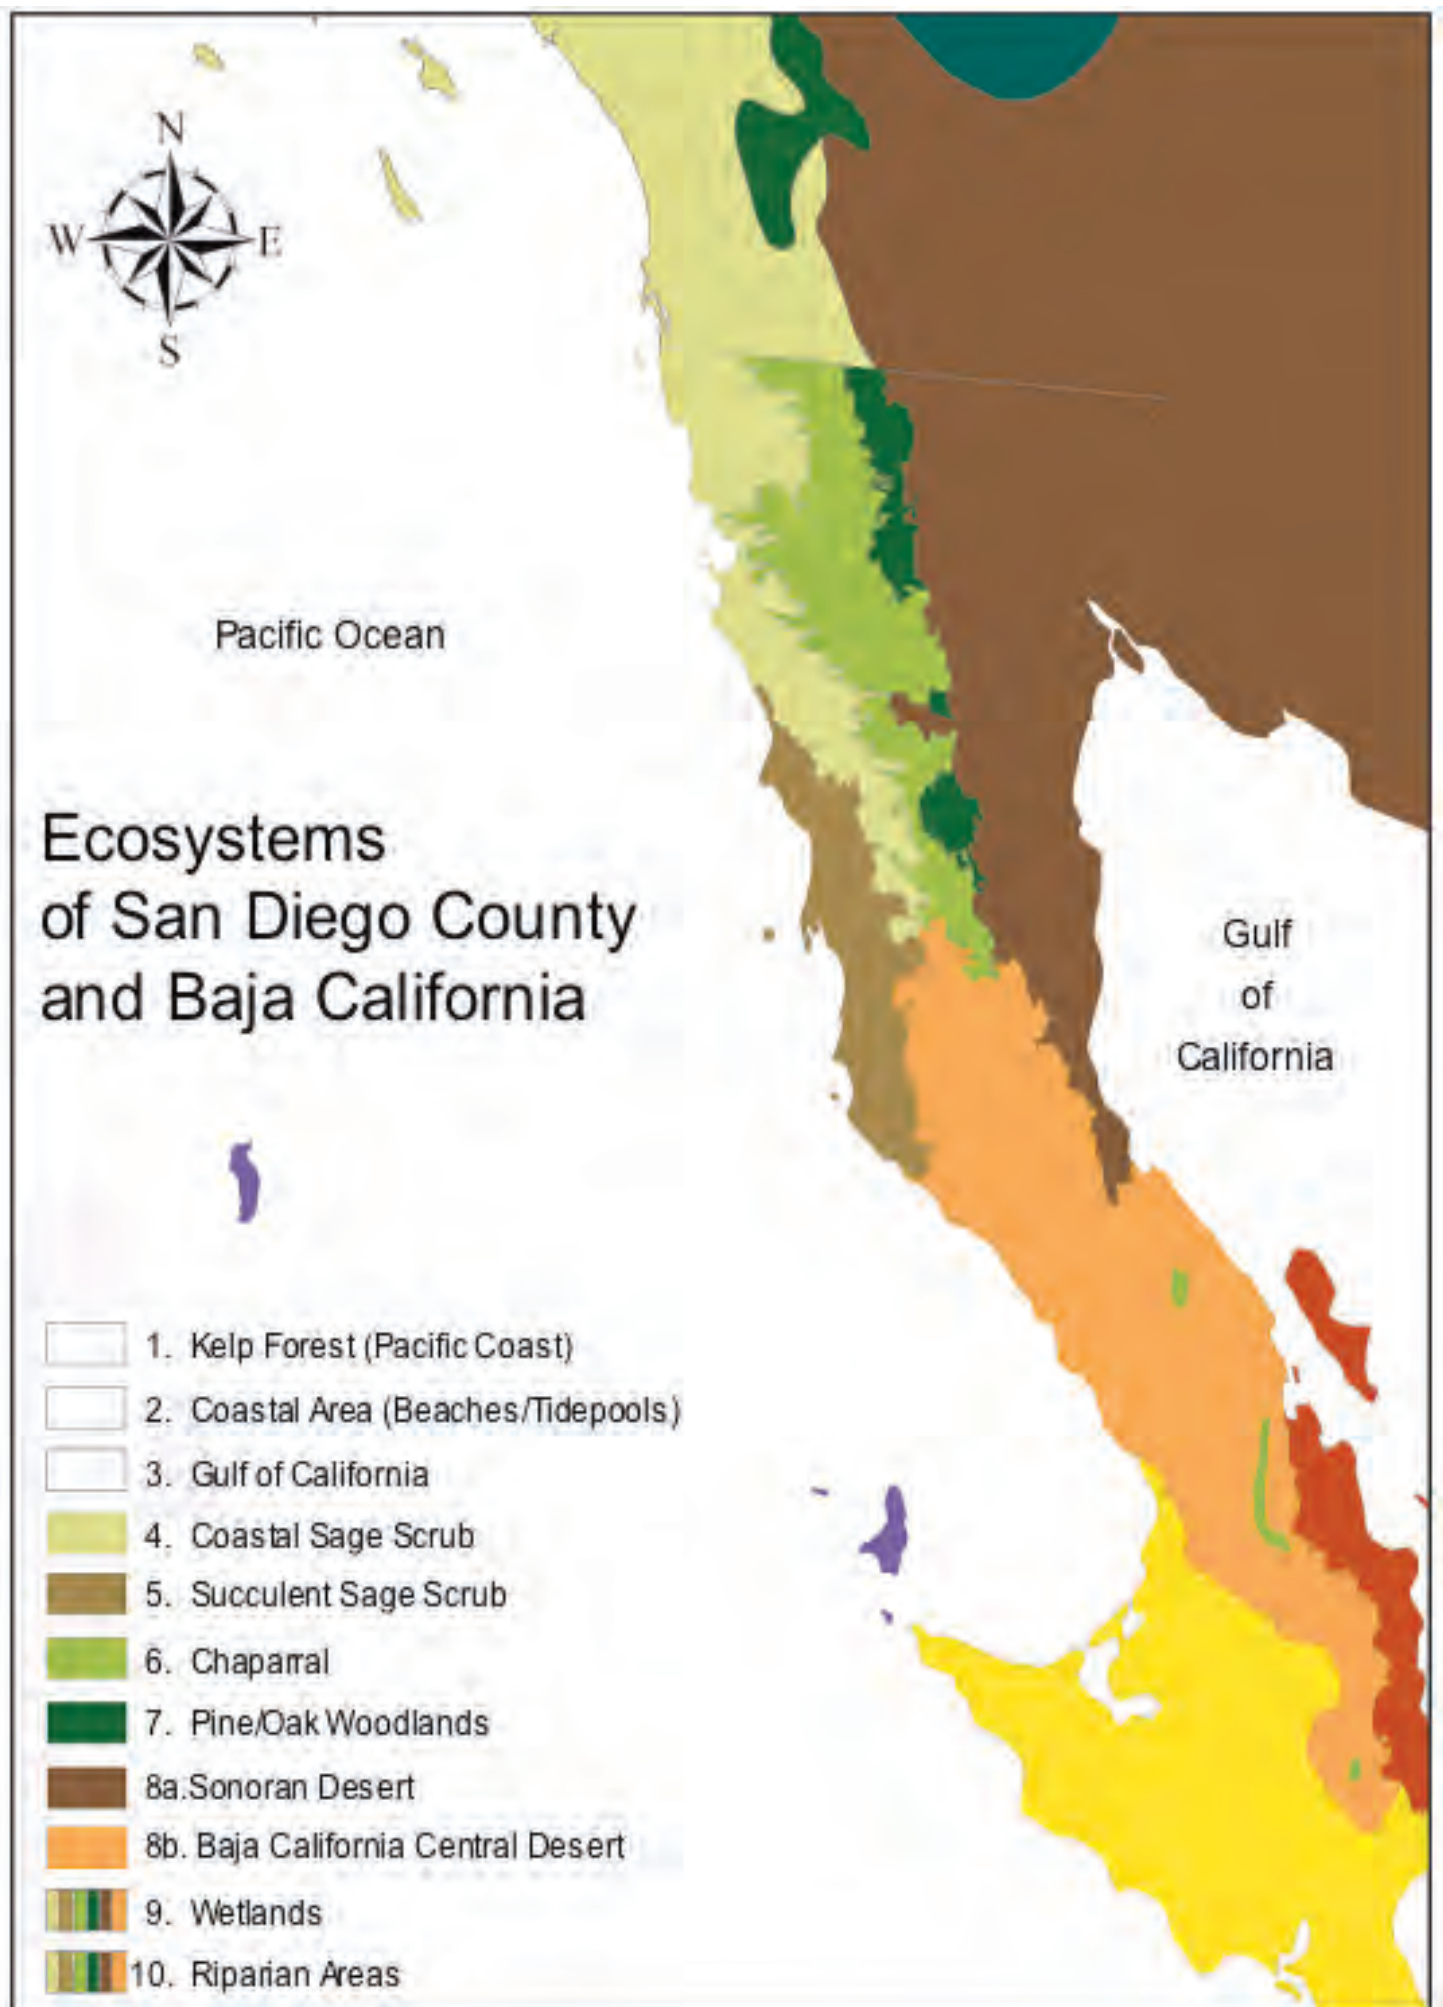 N
W E
S
Pacific Ocean
Ecosystems
of San Diego County
and Baja California
Gulf
of
California
1. Kelp Forest (Pacific Coast)
2. Coastal Area (Beaches/Tidepools)
3. Gulf of California
4. Coastal Sage Scrub
5. Succulent Sage Scrub
6. Chaparral
7. Pine/Oak Woodlands
8a.Sonoran Desert
8b. Baja California Central Desert
9. Wetlands
10. Riparian Areas